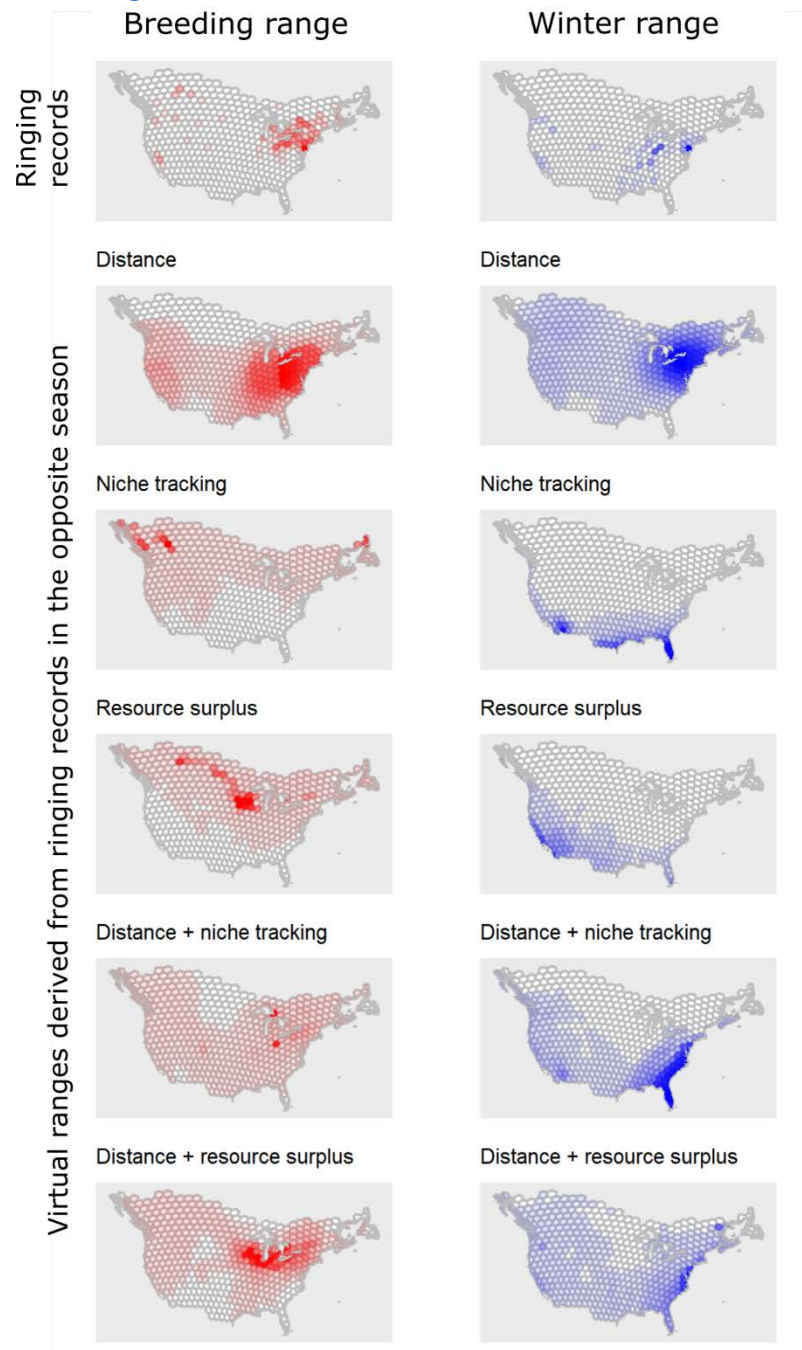 Breeding range
Winter range
Ringing
records
Virtual ranges derived from ringing records in the opposite season
Distance
Distance
Niche tracking
Niche tracking
Resource surplus
Resource surplus
Distance + niche tracking
Distance + niche tracking
Distance + resource surplus
Distance + resource surplus